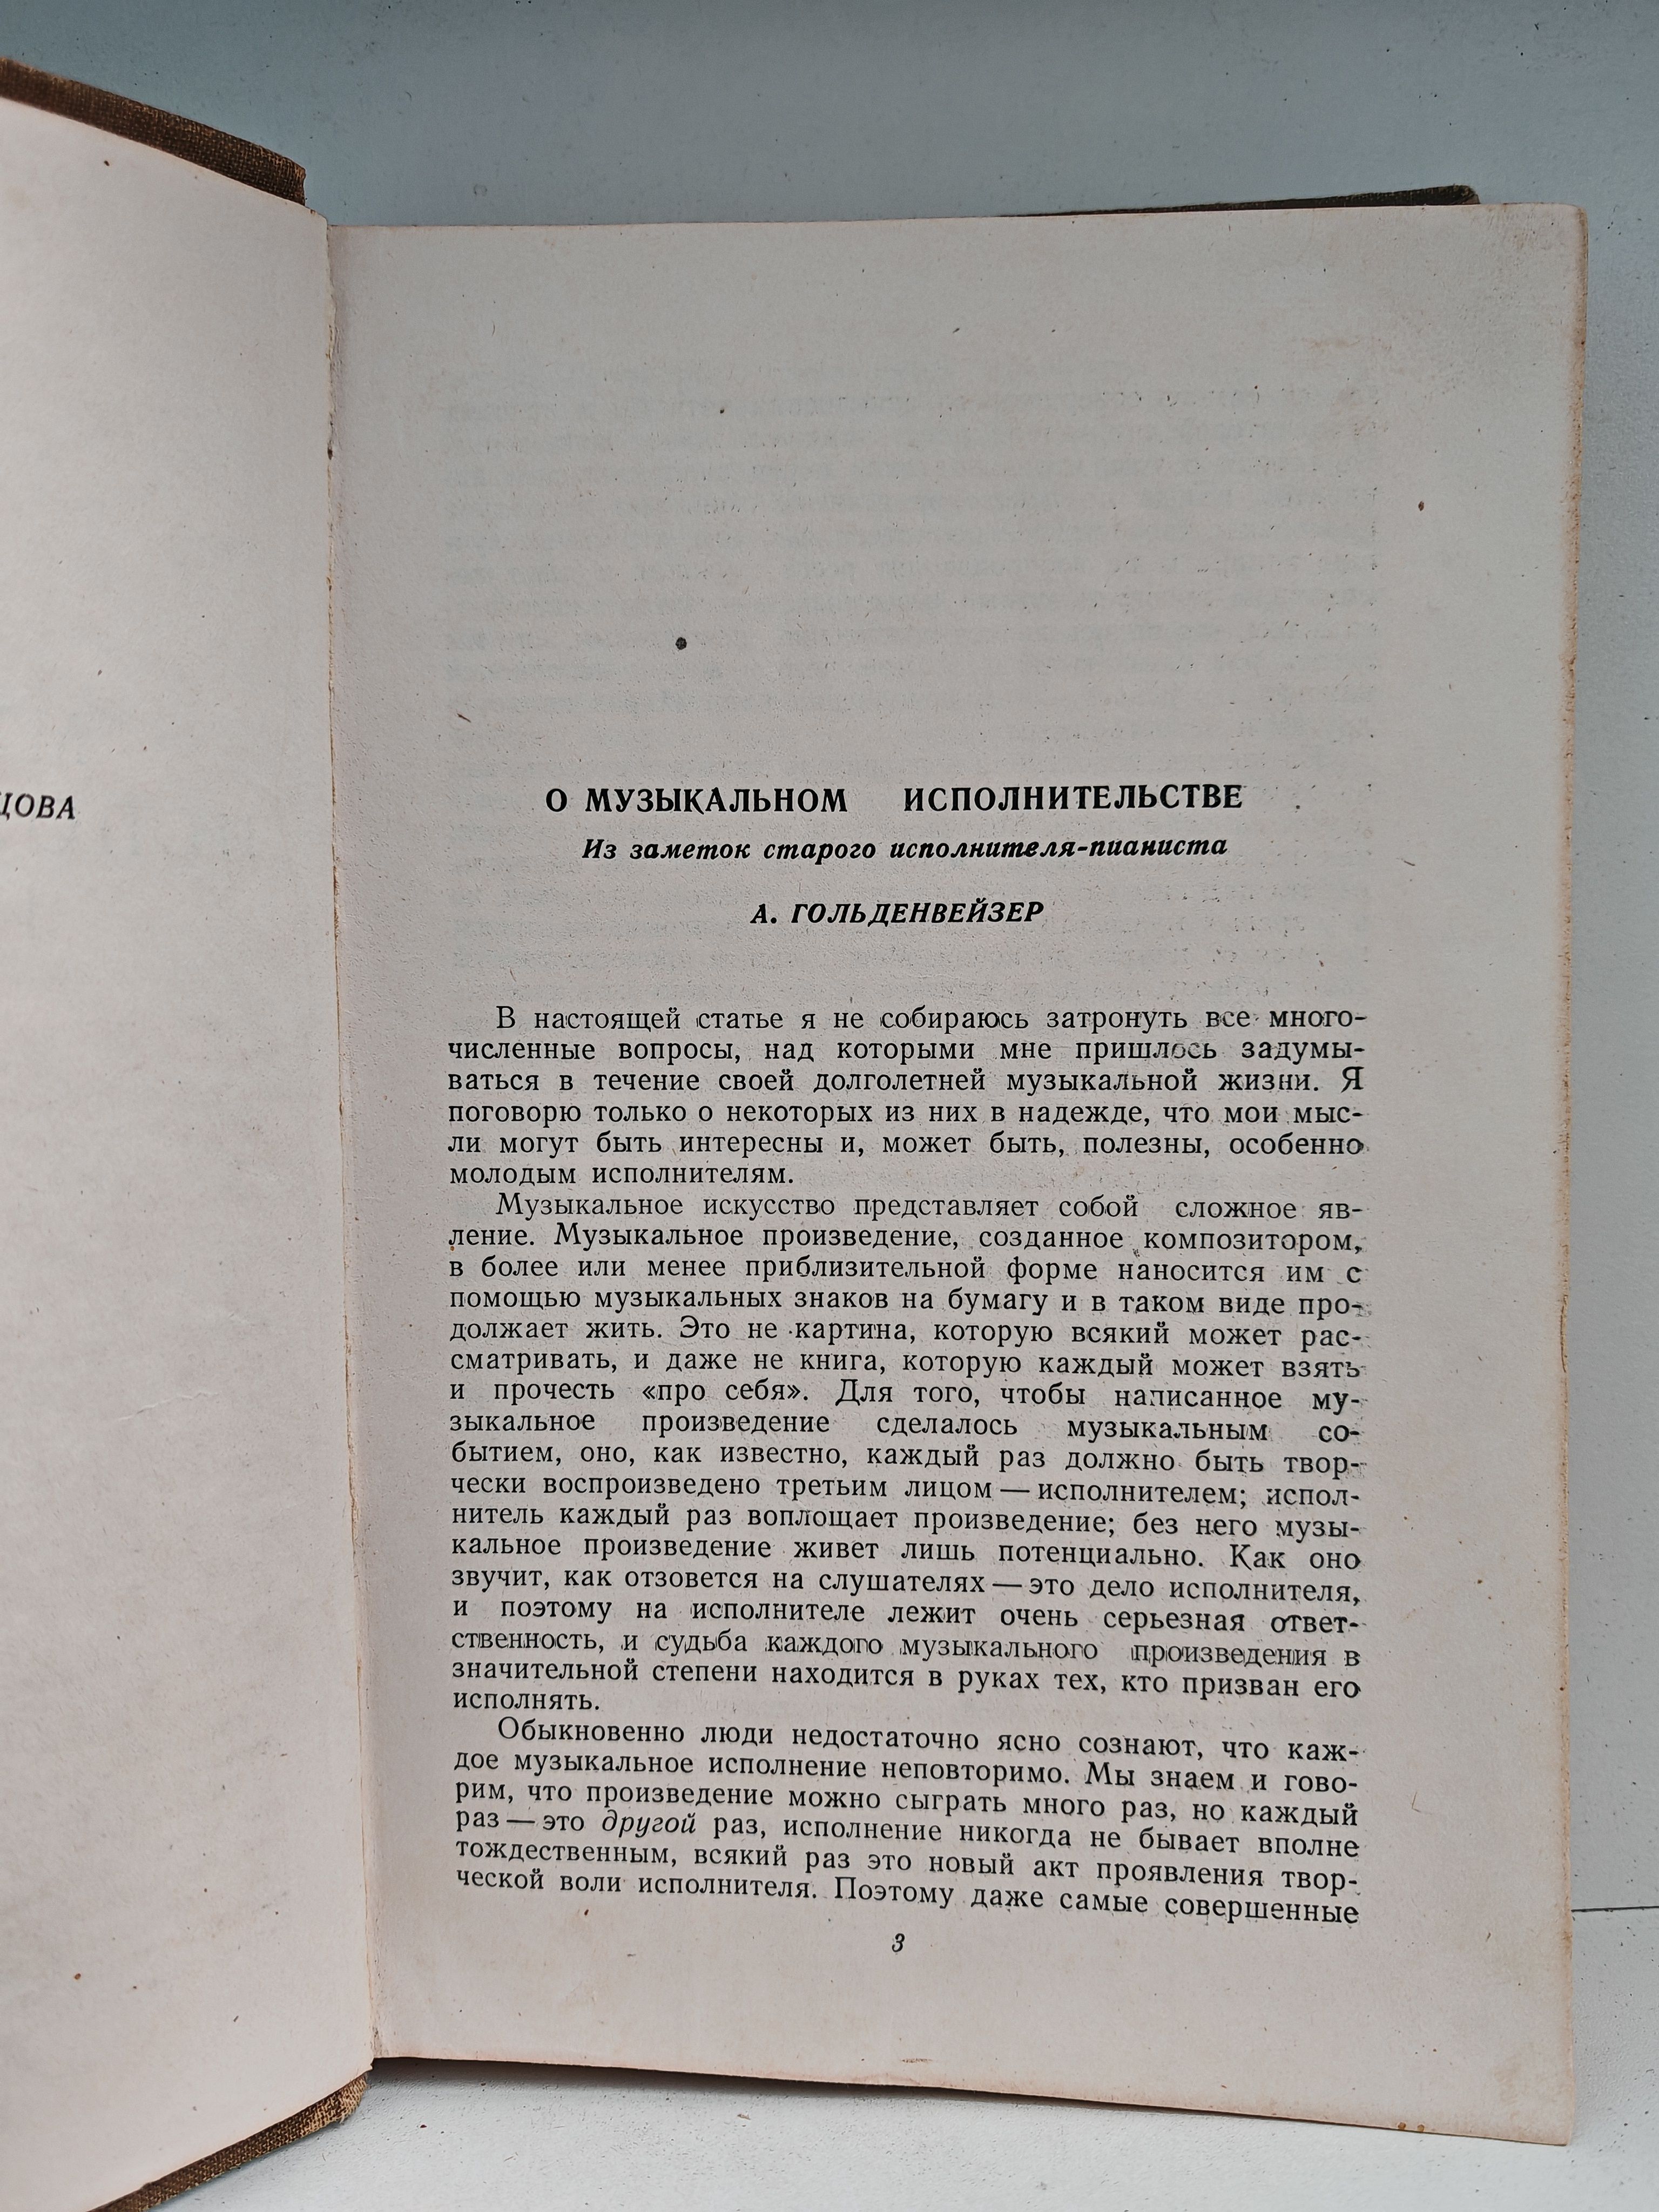 О МУЗЫКАЛЬНОМ ИСПОЛНИТЕЛЬСТВЕ
Из заметок старого исполнителя-пианиста
А. ГОЛЬДЕНВЕЙЗЕР
В настоящей статье я не собираюсь затронуть все много-
численные вопросы, над которыми мне пришлось задумы-
ваться в течение своей долголетней музыкальной жизни. Я
поговорю только о некоторых из них в надежде, что мои мыс-
ли могут быть интересны и, может быть, полезны, особенно
молодым исполнителям.
Музыкальное искусство представляет собой сложное яв-
ление. Музыкальное произведение, созданное композитором,
в более или менее приблизительной форме наносится им с
помощью музыкальных знаков на бумагу и в таком виде про-
должает жить. Это не картина, которую всякий может рас-
сматривать, и даже не книга, которую каждый может взять
и прочесть «про себя». Для того, чтобы написанное му-
зыкальное произведение сделалось музыкальным со-
бытием, оно, как известно, каждый раз должно быть твор-
чески воспроизведено третьим лицом — исполнителем; испол-
нитель каждый раз воплощает произведение; без него музы-
кальное произведение живет лишь потенциально. Как оно
звучит, как отзовется на слушателях — это дело исполнителя,
и поэтому на исполнителе лежит очень серьезная ответ-
ственность, и судьба каждого музыкального произведения в
значительной степени находится в руках тех, кто призван его
исполнять.
Обыкновенно люди недостаточно ясно сознают, что каж-
дое музыкальное исполнение неповторимо. Мы знаем и гово-
рим, что произведение можно сыграть много раз, но каждый
раз — это другой раз, исполнение никогда не бывает вполне
тождественным, всякий раз это новый акт проявления твор-
ческой воли исполнителя. Поэтому даже самые совершенные
3